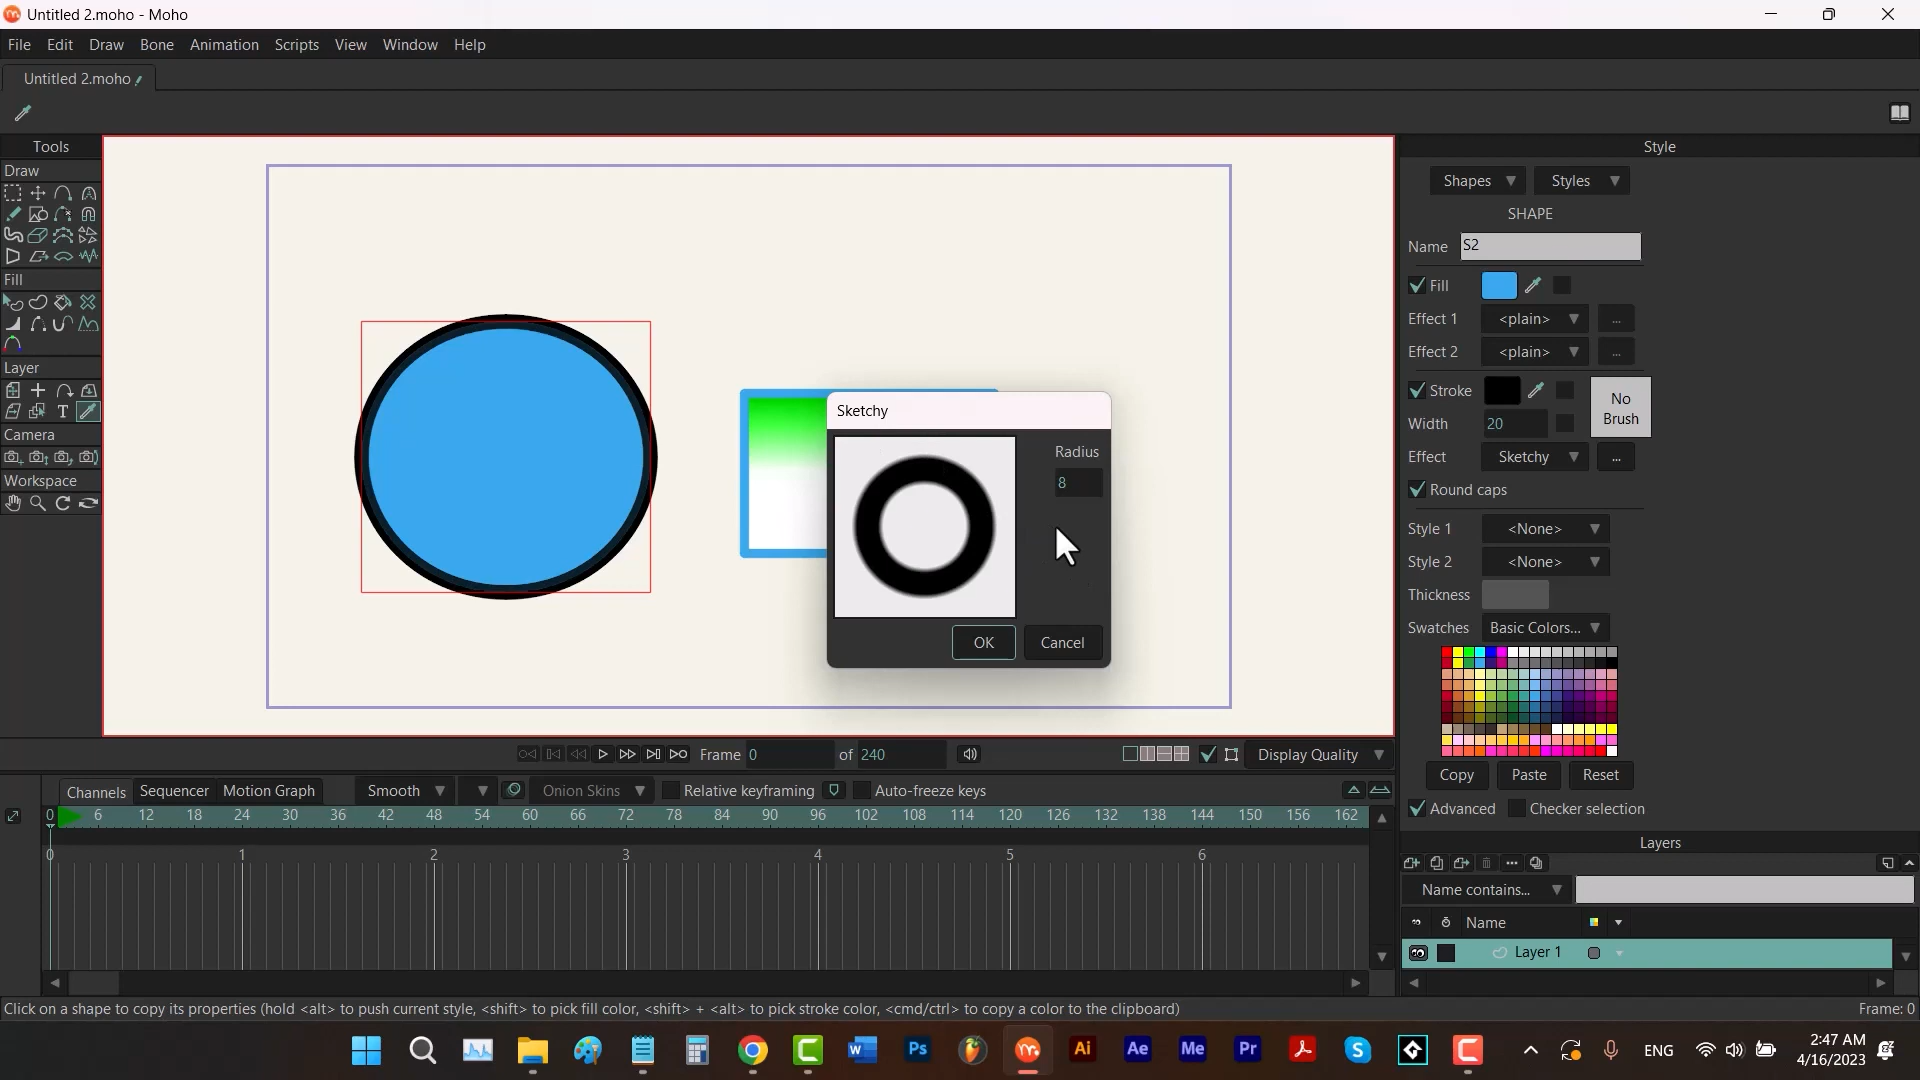 Untitled 2.moho - Moho
File Edit Draw Bone Animation Scripts View Window Help
Untitled 2.moho
Tools
Draw
Fill
Layer
T
Camera
Workspace
Sketchy
Radius
8
OK Cancel
Style
Shapes Styles
SHAPE
Name S2
Fill
Effect 1 <plain> ...
Effect 2 <plain> ...
Stroke
No
Brush
Width 20
Effect Sketchy ...
Round caps
Style 1 <None>
Style 2 <None>
Thickness
Swatches Basic Colors...
Copy Paste Reset
Advanced Checker selection
Frame 0 of 240 Display Quality
Channels Sequencer Motion Graph Smooth Onion Skins Relative keyframing Auto-freeze keys
0 6 12 18 24 30 36 42 48 54 60 66 72 78 84 90 96 102 108 114 120 126 132 138 144 150 156 162
0 1 2 3 4 5 6
Layers
Name contains...
Name
Layer 1
Click on a shape to copy its properties (hold <alt> to push current style, <shift> to pick fill color, <shift> + <alt> to pick stroke color, <cmd/ctrl> to copy a color to the clipboard) Frame: 0
W Ps Ai Ae Me Pr S
ENG
2:47 AM
4/16/2023